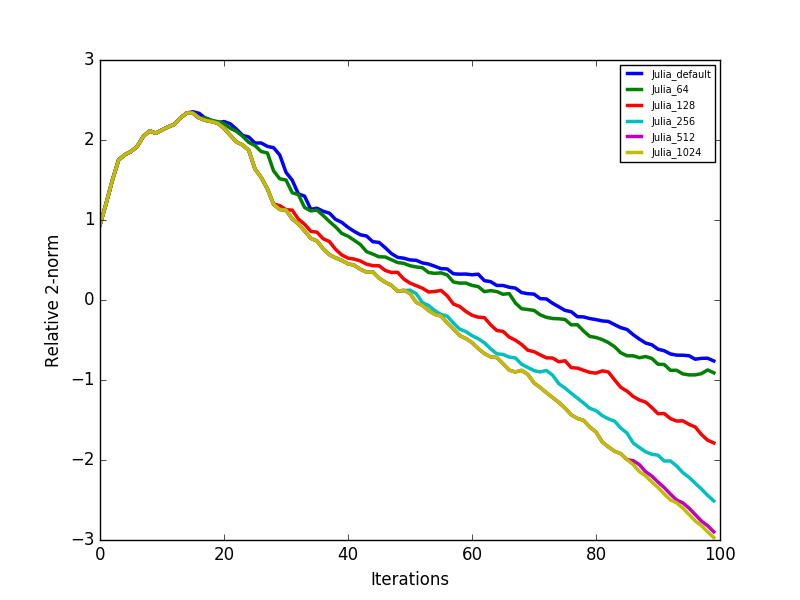 3
2
1
0
−1
−2
−3
0 20 40 60 80 100
Relative 2-norm
Iterations
Julia_default
Julia_64
Julia_128
Julia_256
Julia_512
Julia_1024